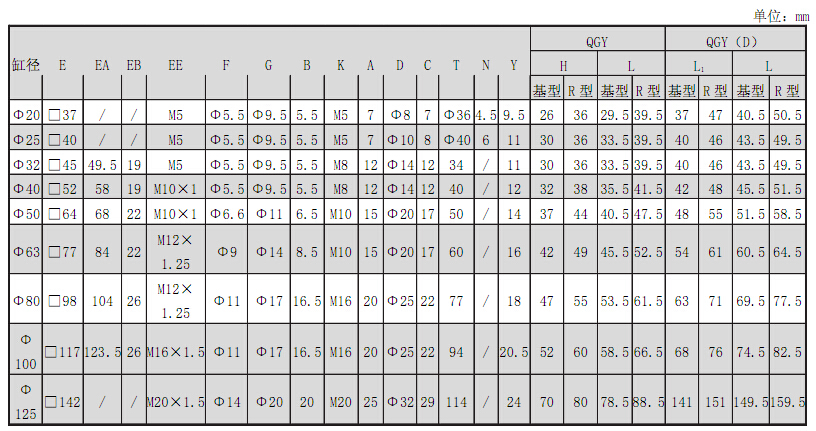 单位: mm
QGY QGY (D)
缸径 E EA EB EE F G B K A D C T N Y H L L₁ L
基型 R 型 基型 R 型 基型 R 型 基型 R 型
Φ20 □37 / / M5 Φ5.5 Φ9.5 5.5 M5 7 Φ8 7 Φ36 4.5 9.5 26 36 29.5 39.5 37 47 40.5 50.5
Φ25 □40 / / M5 Φ5.5 Φ9.5 5.5 M5 7 Φ10 8 Φ40 6 11 30 36 33.5 39.5 40 46 43.5 49.5
Φ32 □45 49.5 19 M5 Φ5.5 Φ9.5 5.5 M8 12 Φ14 12 34 / 11 30 36 33.5 39.5 40 46 43.5 49.5
Φ40 □52 58 19 M10×1 Φ5.5 Φ9.5 5.5 M8 12 Φ14 12 40 / 12 32 38 35.5 41.5 42 48 45.5 51.5
Φ50 □64 68 22 M10×1 Φ6.6 Φ11 6.5 M10 15 Φ20 17 50 / 14 37 44 40.5 47.5 48 55 51.5 58.5
Φ63 □77 84 22 M12×1.25 Φ9 Φ14 8.5 M10 15 Φ20 17 60 / 16 42 49 45.5 52.5 54 61 60.5 64.5
Φ80 □98 104 26 M12×1.25 Φ11 Φ17 16.5 M16 20 Φ25 22 77 / 18 47 55 53.5 61.5 63 71 69.5 77.5
Φ100 □117 123.5 26 M16×1.5 Φ11 Φ17 16.5 M16 20 Φ25 22 94 / 20.5 52 60 58.5 66.5 68 76 74.5 82.5
Φ125 □142 / / M20×1.5 Φ14 Φ20 20 M20 25 Φ32 29 114 / 24 70 80 78.5 88.5 141 151 149.5 159.5